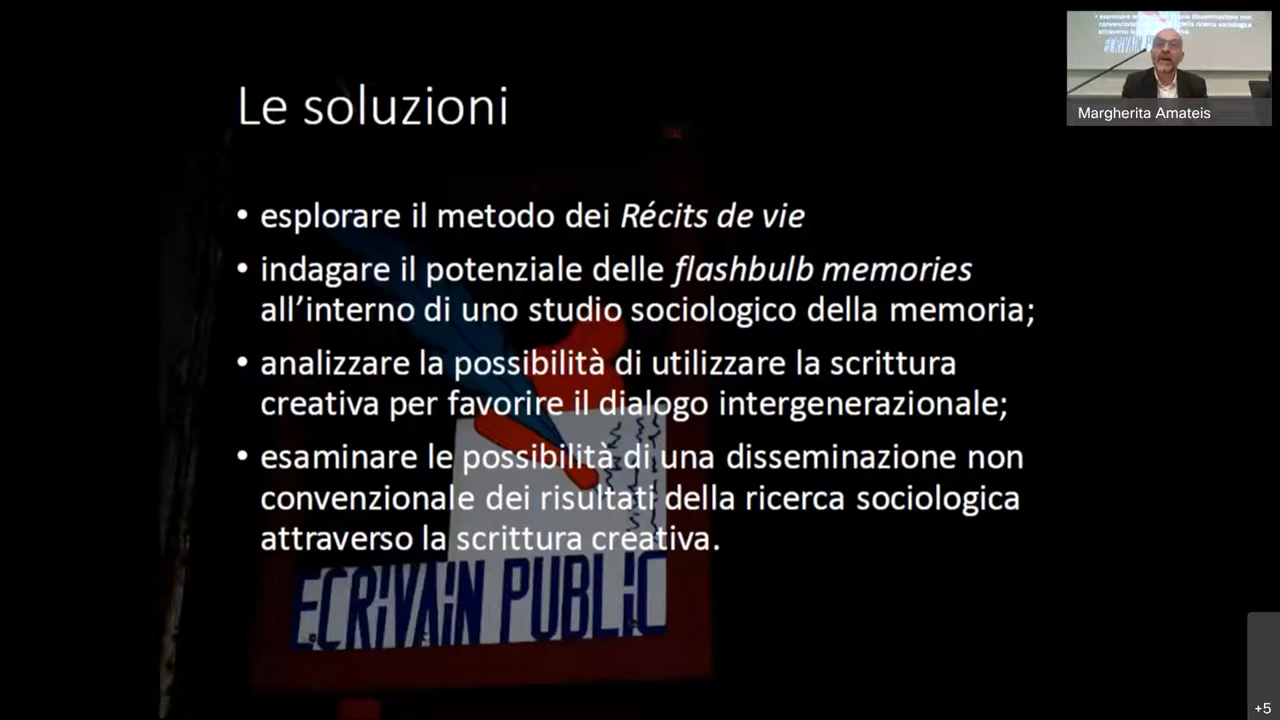 Le soluzioni
• esplorare il metodo dei Récits de vie
• indagare il potenziale delle flashbulb memories
all’interno di uno studio sociologico della memoria;
• analizzare la possibilità di utilizzare la scrittura
creativa per favorire il dialogo intergenerazionale;
• esaminare le possibilità di una disseminazione non
convenzionale dei risultati della ricerca sociologica
attraverso la scrittura creativa.
ECRIVAIN PUBLIC
Margherita Amateis
+5